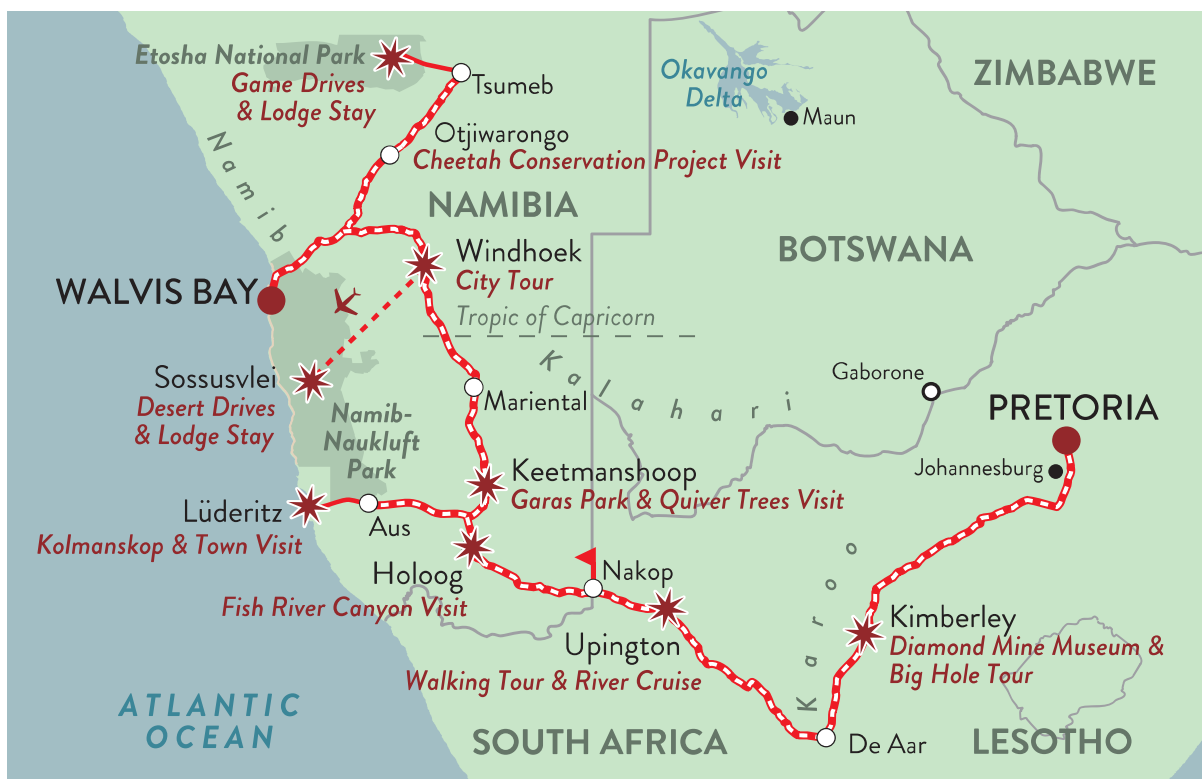 Etosha National Park
Game Drives
& Lodge Stay
Tsumeb
Okavango
Delta
ZIMBABWE
Maun
Otjiwarongo
Cheetah Conservation Project Visit
Namib
NAMIBIA
Windhoek
City Tour
BOTSWANA
WALVIS BAY
Tropic of Capricorn
Kalahari
Sossusvlei
Desert Drives
& Lodge Stay
Namib-
Naukluft
Park
Mariental
Gaborone
PRETORIA
Johannesburg
Keetmanshoop
Garas Park & Quiver Trees Visit
Lüderitz
Kolmanskop & Town Visit
Aus
Holoog
Fish River Canyon Visit
Nakop
Upington
Walking Tour & River Cruise
Karoo
Kimberley
Diamond Mine Museum &
Big Hole Tour
ATLANTIC
OCEAN
SOUTH AFRICA
De Aar
LESOTHO